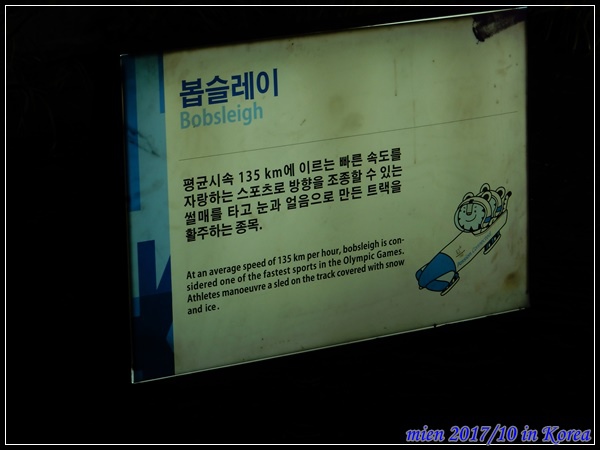 봅슬레이
Bobsleigh
평균시속 135 km에 이르는 빠른 속도를
자랑하는 스포츠로 방향을 조종할 수 있는
썰매를 타고 눈과 얼음으로 만든 트랙을
활주하는 종목.
At an average speed of 135 km per hour, bobsleigh is con-
sidered one of the fastest sports in the Olympic Games.
Athletes manoeuvre a sled on the track covered with snow
and ice.
mien 2017/10 in Korea